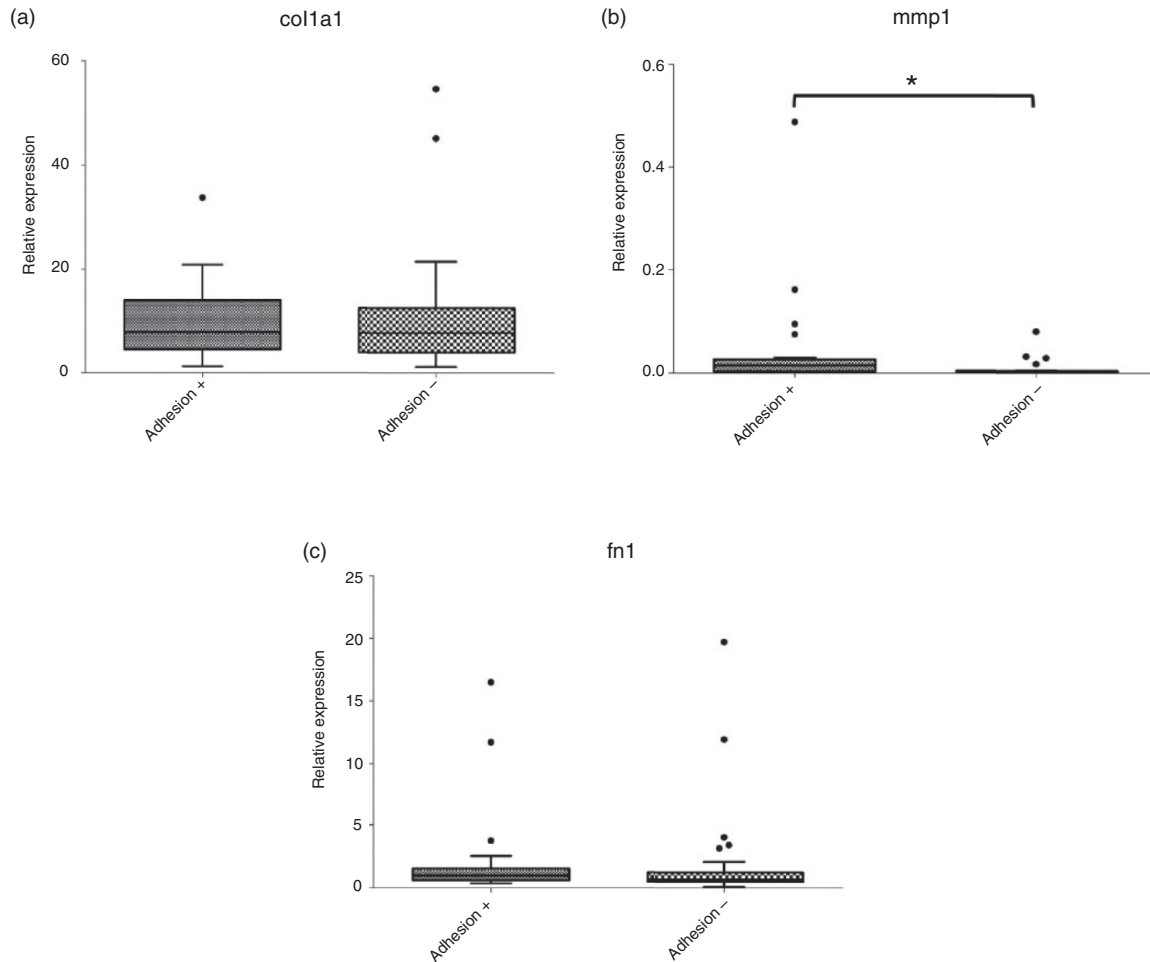 (a)
col1a1
60
40
20
0
Relative expression
Adhesion +
Adhesion –
(b)
mmp1
0.6
0.4
0.2
0.0
Relative expression
*
Adhesion +
Adhesion –
(c)
fn1
25
20
15
10
5
0
Relative expression
Adhesion +
Adhesion –